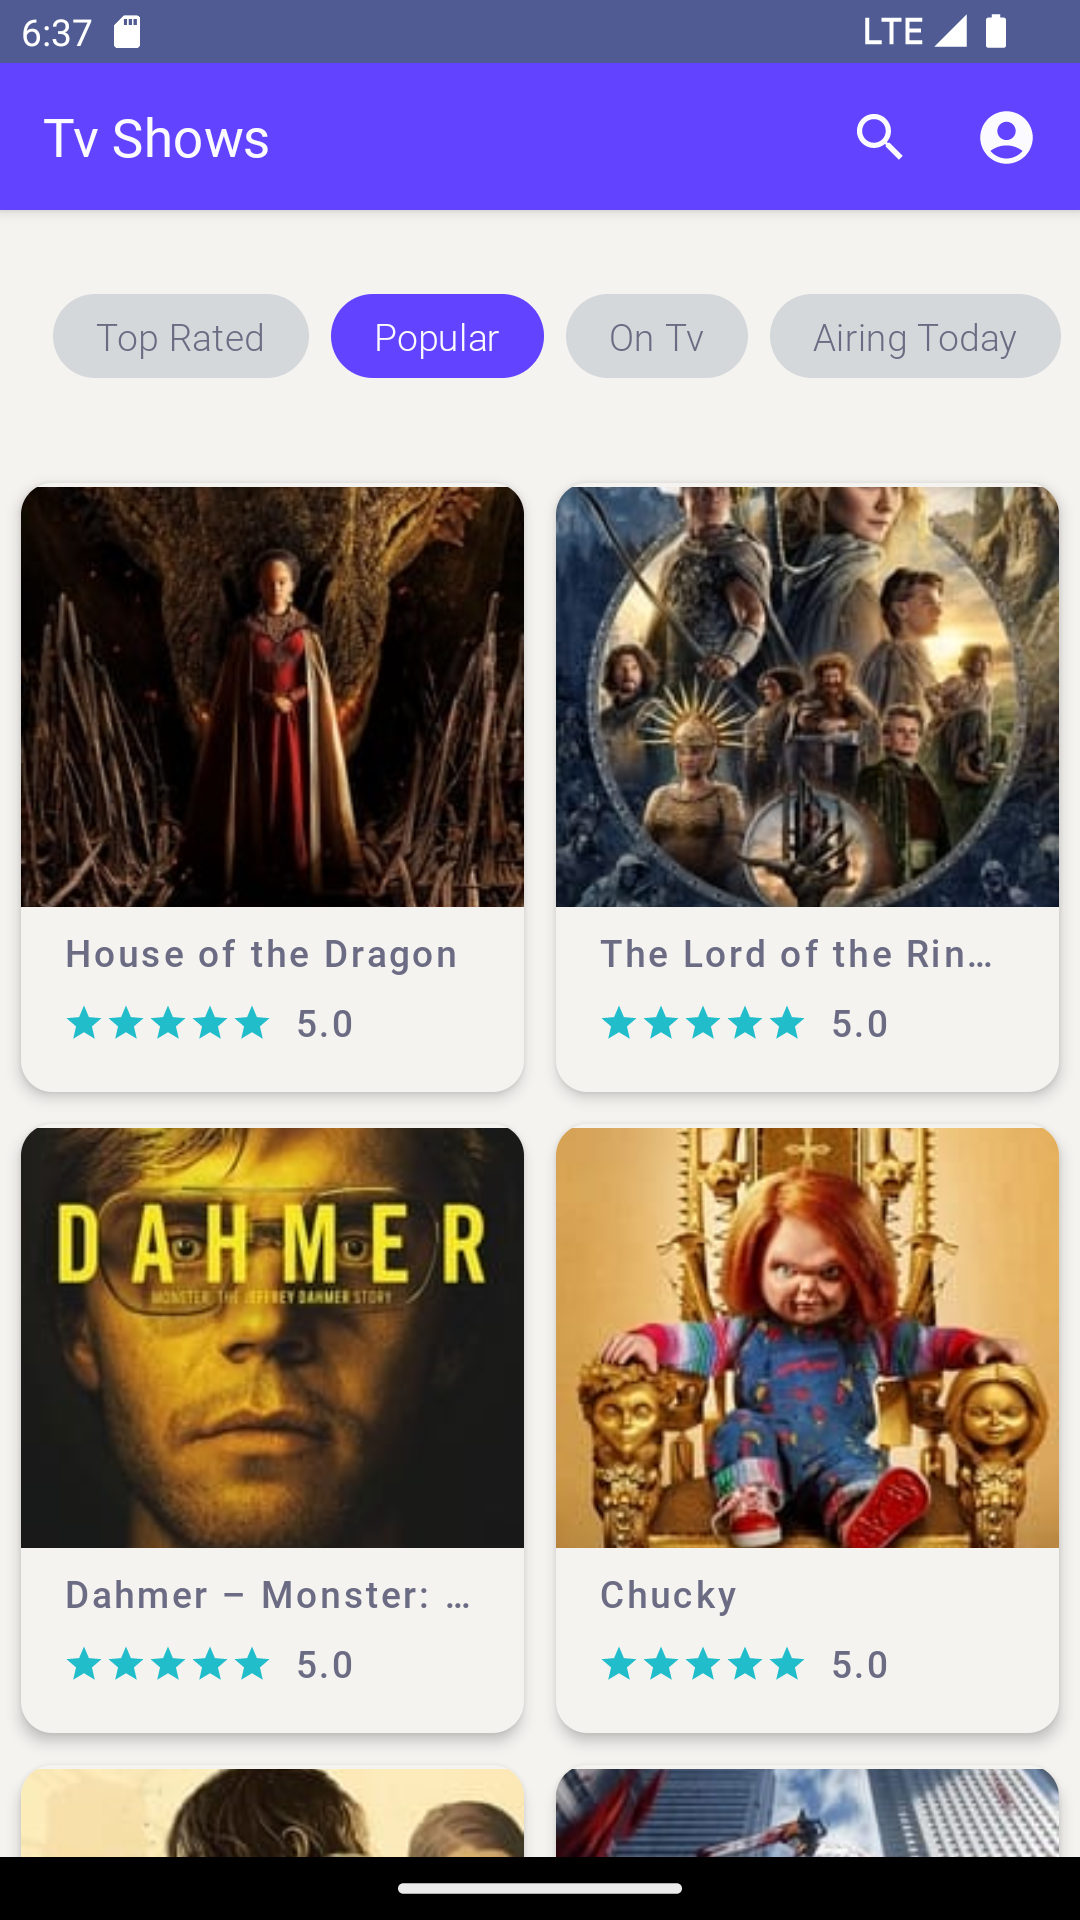 6:37
LTE
Tv Shows
Top Rated
Popular
On Tv
Airing Today
House of the Dragon
5.0
The Lord of the Rin…
5.0
DAHMER
MONSTER: THE JEFFREY DAHMER STORY
Dahmer – Monster: …
5.0
Chucky
5.0